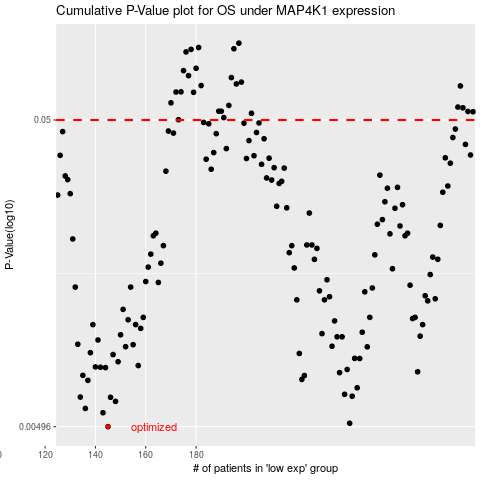 Cumulative P-Value plot for OS under MAP4K1 expression
P-Value(log10)
0.05
0.00496
optimized
0 120 140 160 180
# of patients in 'low exp' group